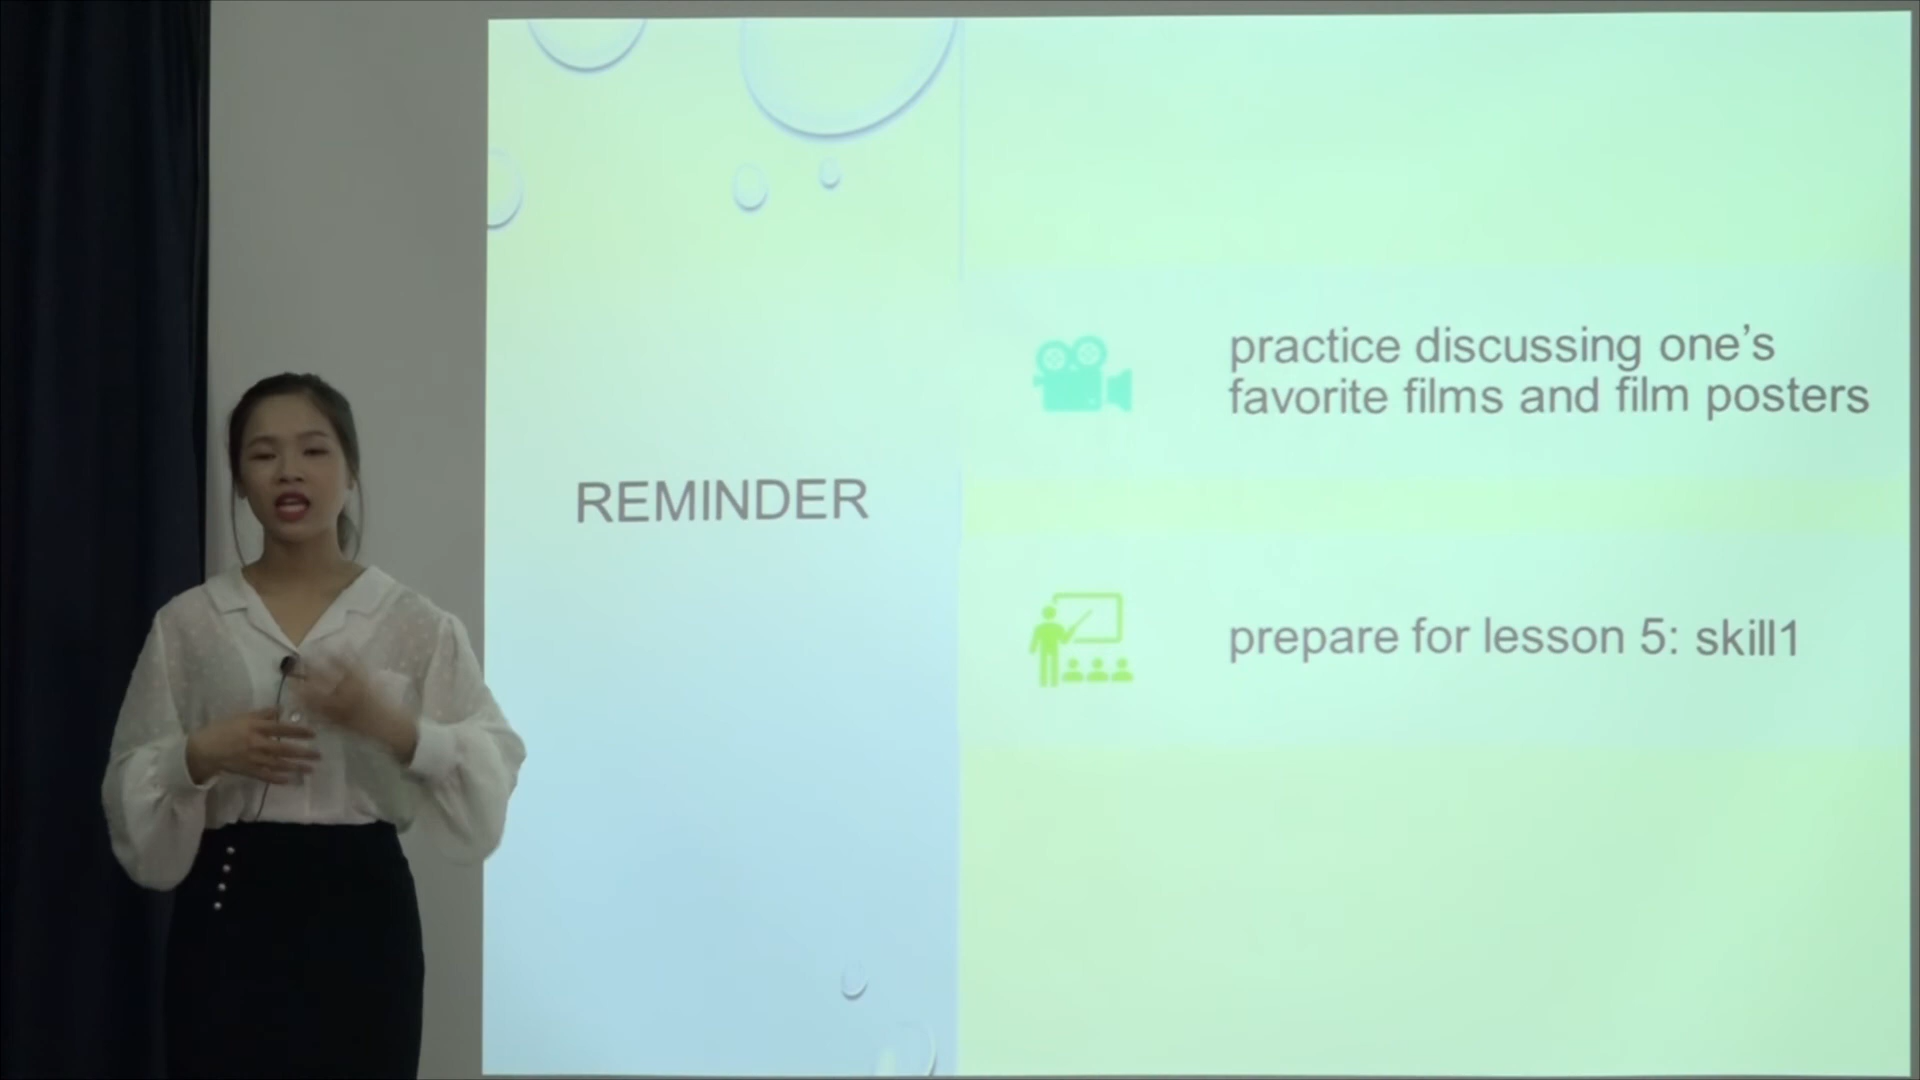 REMINDER
practice discussing one’s
favorite films and film posters
prepare for lesson 5: skill1